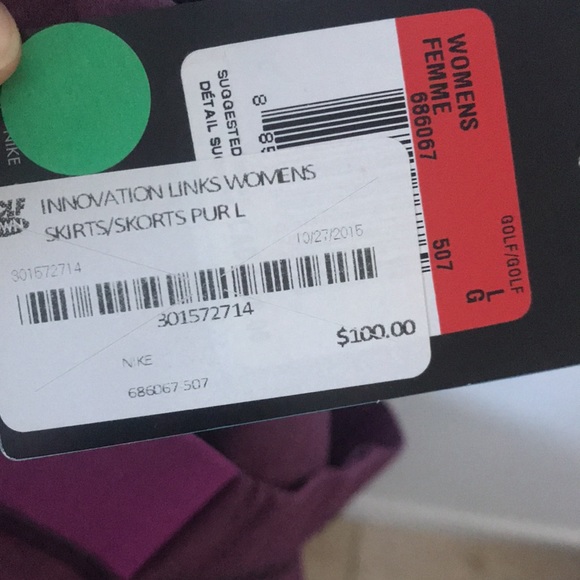 NIKE
SUGGESTED
DÉTAIL SU
8
WOMENS
FEMME
686067
507
GOLF/GOLF
L
G
INNOVATION LINKS WOMENS
SKIRTS/SKORTS PUR L
10/27/2015
301572714
301572714
$100.00
NIKE
686067-507